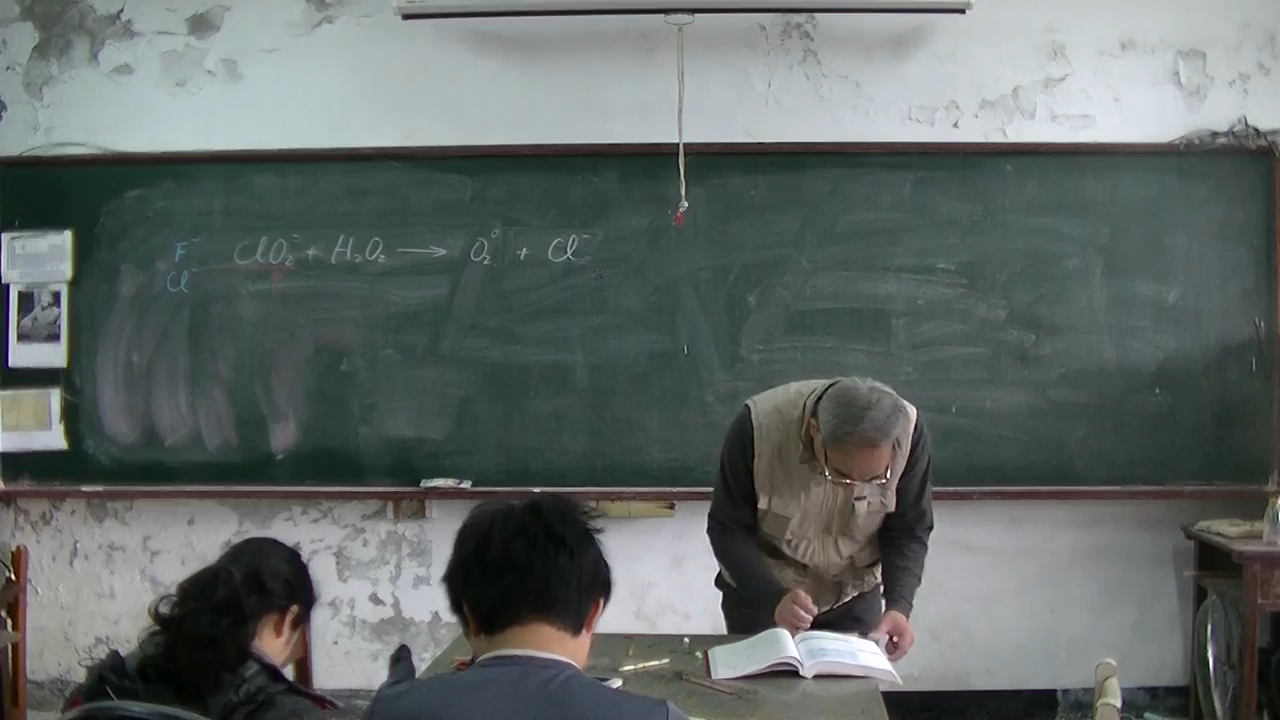 F⁻ ClO₂⁻ + H₂O₂ → O₂⁰ + Cl⁻
Cl⁻